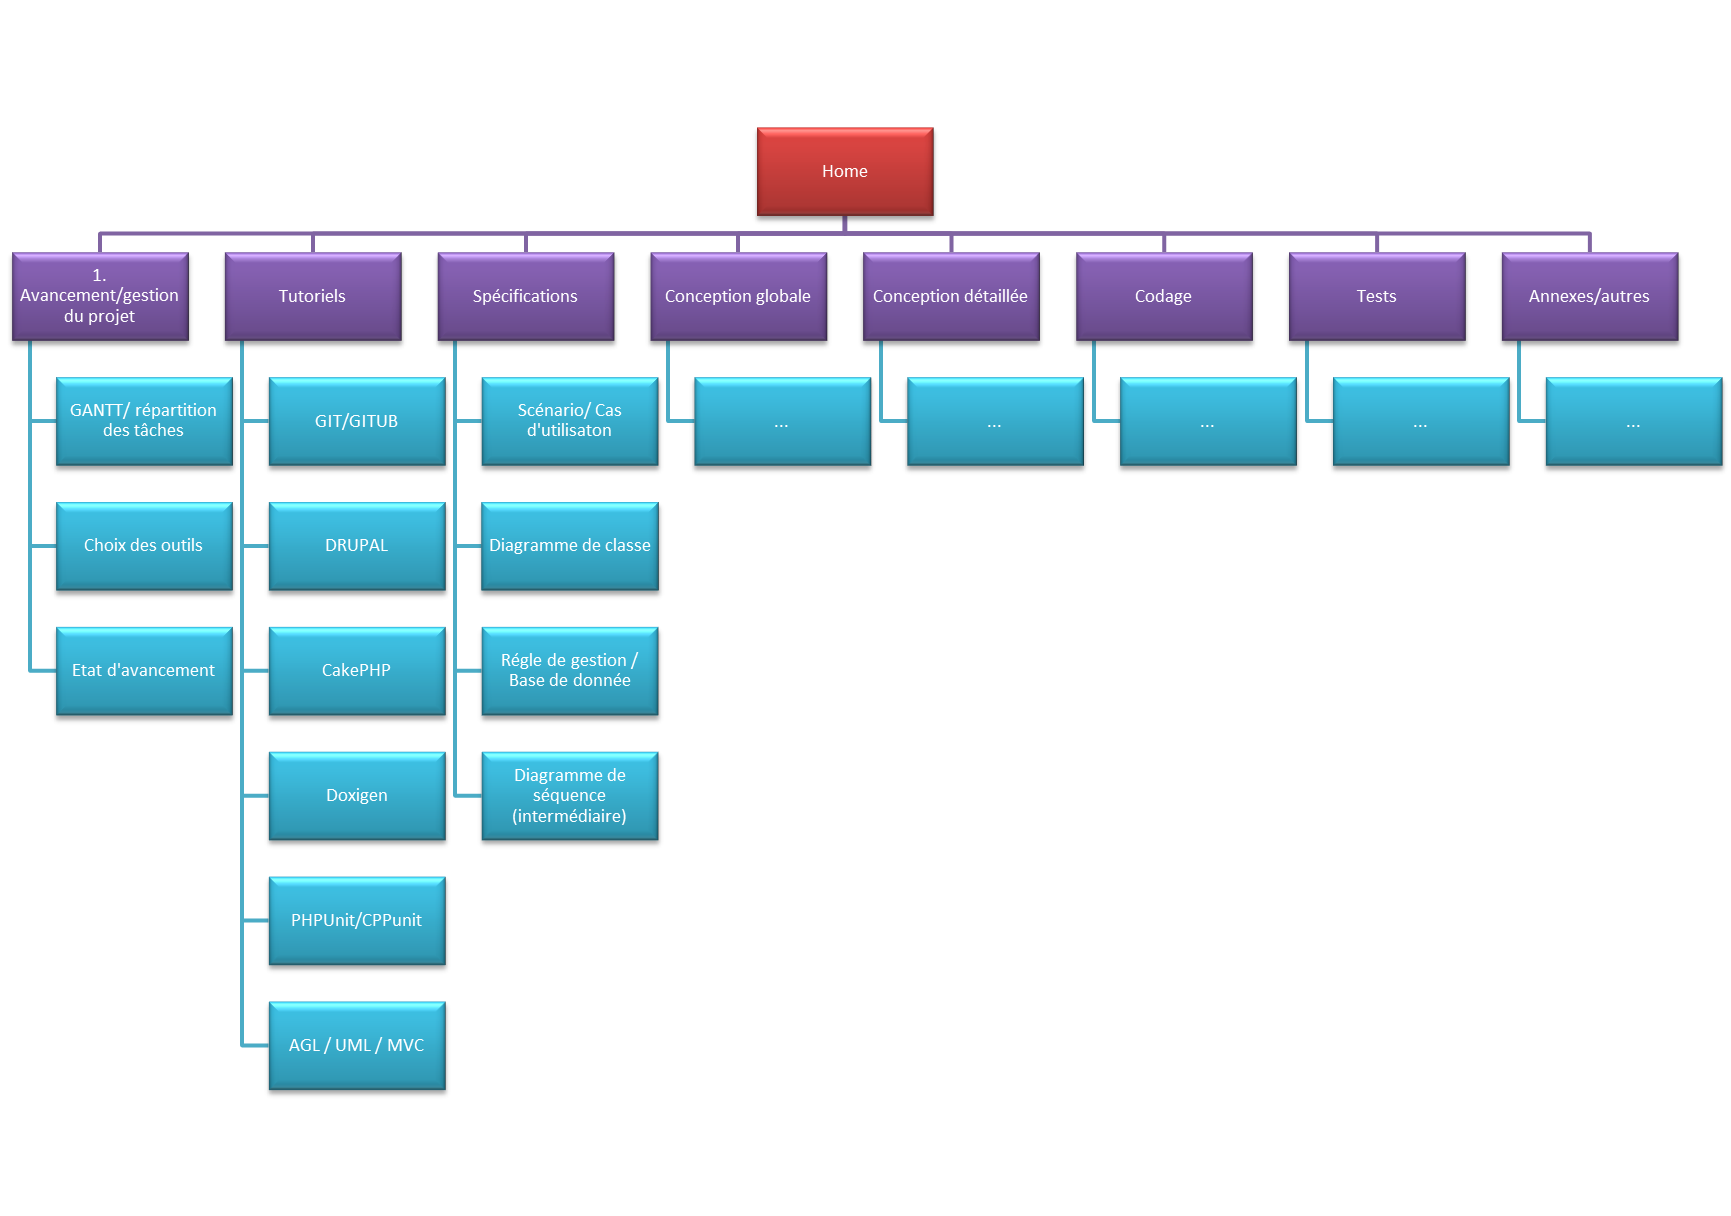 Home
1.
Avancement/gestion
du projet
Tutoriels
Spécifications
Conception globale
Conception détaillée
Codage
Tests
Annexes/autres
GANTT/ répartition
des tâches
Choix des outils
Etat d'avancement
GIT/GITUB
DRUPAL
CakePHP
Doxigen
PHPUnit/CPPunit
AGL / UML / MVC
Scénario/ Cas
d'utilisaton
Diagramme de classe
Régle de gestion /
Base de donnée
Diagramme de
séquence
(intermédiaire)
...
...
...
...
...